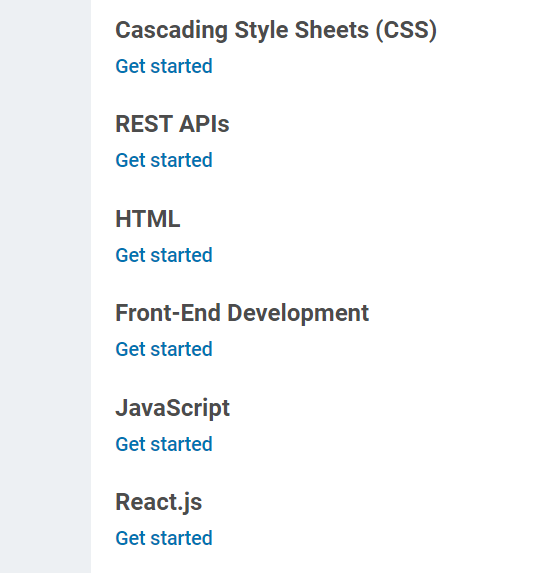 Cascading Style Sheets (CSS)
Get started
REST APIs
Get started
HTML
Get started
Front-End Development
Get started
JavaScript
Get started
React.js
Get started